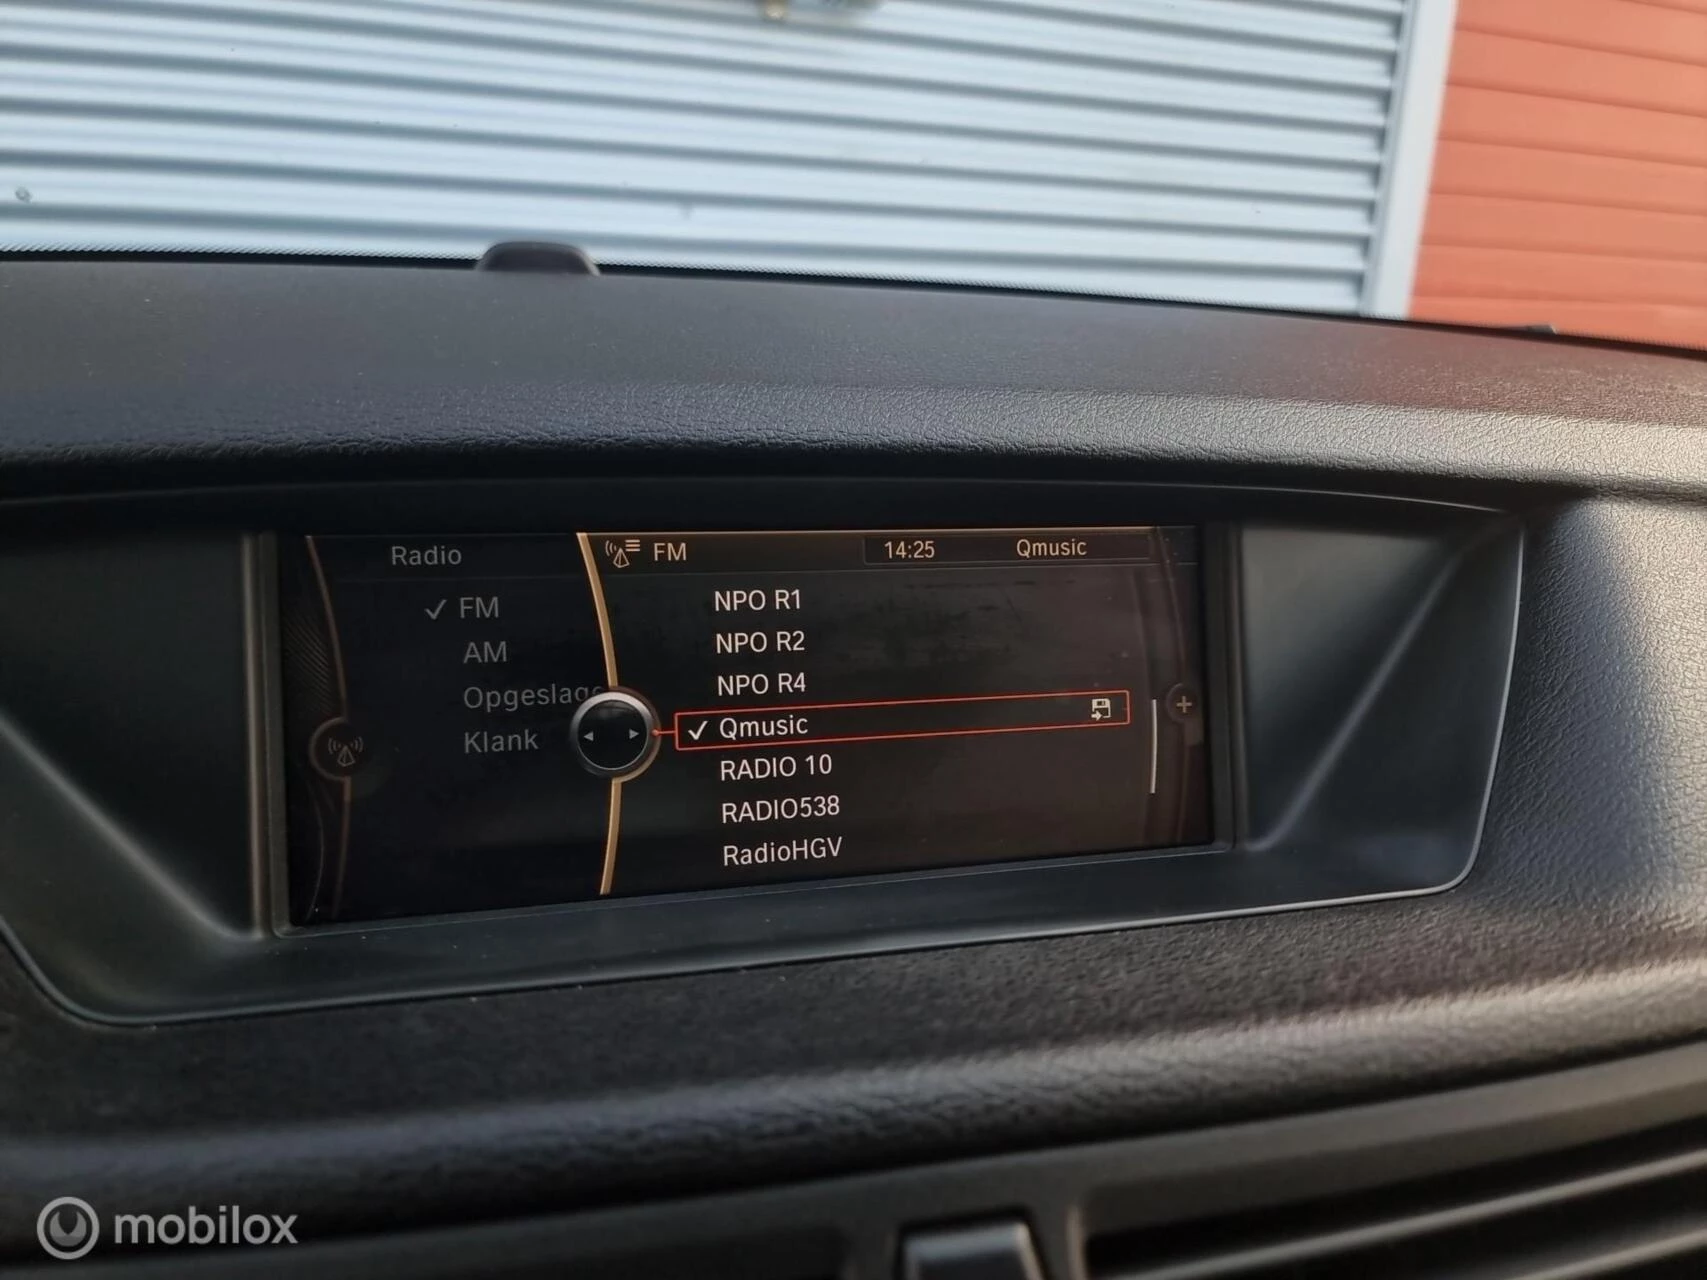 Radio
FM
AM
Opgeslage
Klank
FM
14:25
Qmusic
NPO R1
NPO R2
NPO R4
Qmusic
RADIO 10
RADIO538
RadioHGV
mobilox